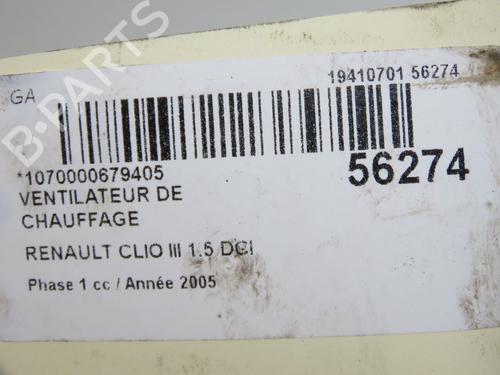 GA
19410701 56274
*1070000679405
56274
VENTILATEUR DE
CHAUFFAGE
RENAULT CLIO III 1.5 DCI
Phase 1 cc / Année 2005
B-PARTS